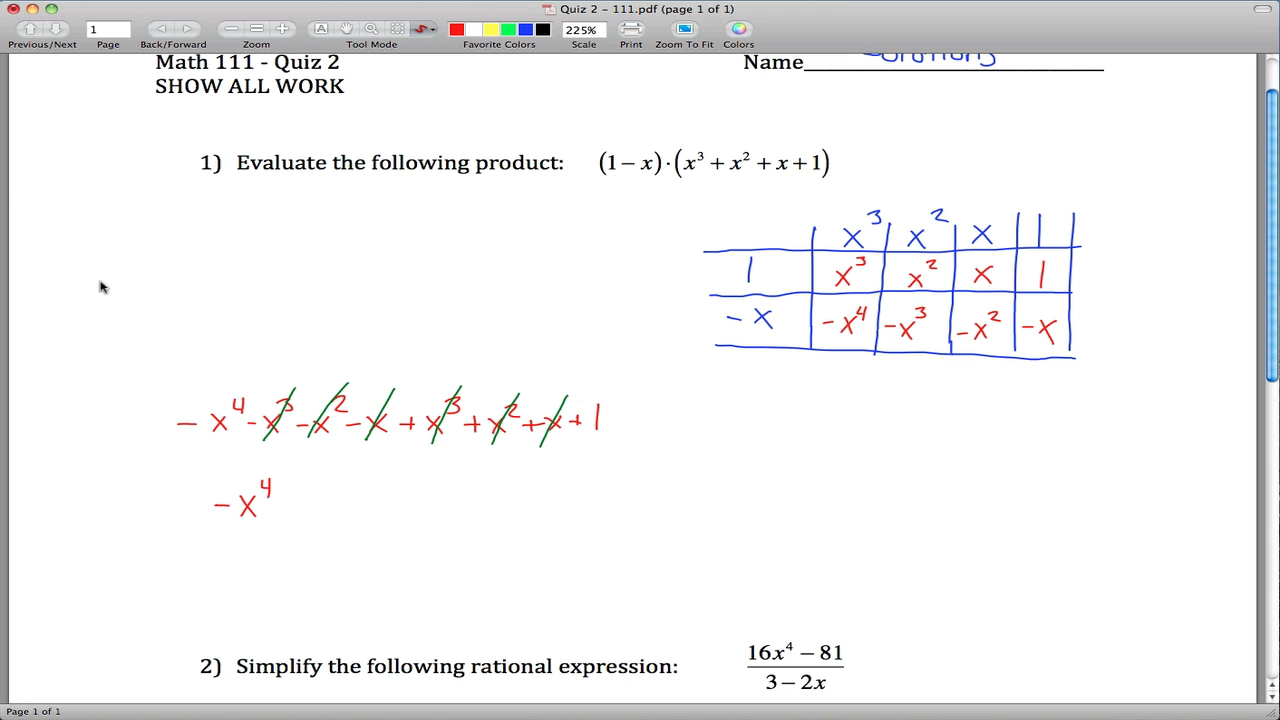 Quiz 2 – 111.pdf (page 1 of 1)
1 225%
Previous/Next Page Back/Forward Zoom Tool Mode Favorite Colors Scale Print Zoom To Fit Colors
Math 111 - Quiz 2 Name
SHOW ALL WORK
1) Evaluate the following product: (1 – x)·(x³ + x² + x + 1)
x³ x² x 1
1 x³ x² x 1
- x -x⁴ -x³ -x² -x
- x⁴ - x³ - x² - x + x³ + x² + x + 1
- x⁴
2) Simplify the following rational expression: 16x⁴ – 81
3 – 2x
Page 1 of 1